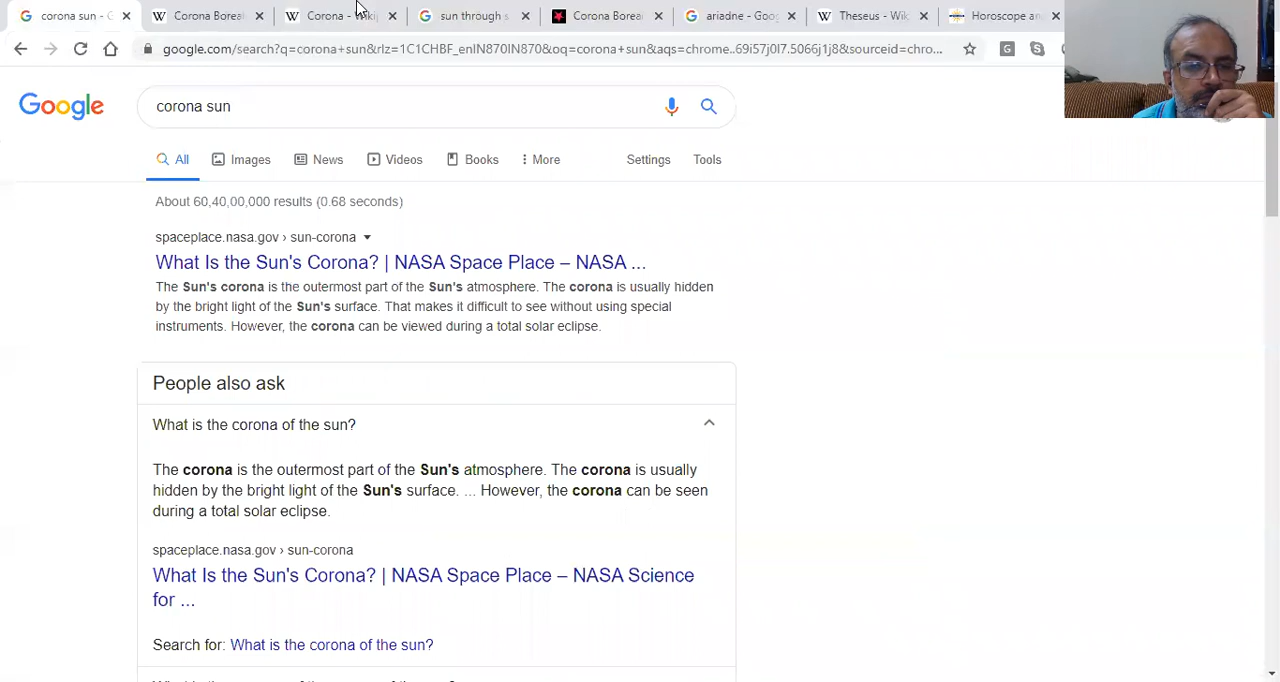 corona sun - G
Corona Boreal
Corona - Wikip
sun through s
Corona Borea
ariadne - Goog
Theseus - Wik
Horoscope an
google.com/search?q=corona+sun&rlz=1C1CHBF_enIN870IN870&oq=corona+sun&aqs=chrome..69i57j0l7.5066j1j8&sourceid=chro...
Google
corona sun
All
Images
News
Videos
Books
More
Settings
Tools
About 60,40,00,000 results (0.68 seconds)
spaceplace.nasa.gov › sun-corona
What Is the Sun's Corona? | NASA Space Place – NASA ...
The Sun's corona is the outermost part of the Sun's atmosphere. The corona is usually hidden
by the bright light of the Sun's surface. That makes it difficult to see without using special
instruments. However, the corona can be viewed during a total solar eclipse.
People also ask
What is the corona of the sun?
The corona is the outermost part of the Sun's atmosphere. The corona is usually
hidden by the bright light of the Sun's surface. ... However, the corona can be seen
during a total solar eclipse.
spaceplace.nasa.gov › sun-corona
What Is the Sun's Corona? | NASA Space Place – NASA Science
for ...
Search for: What is the corona of the sun?